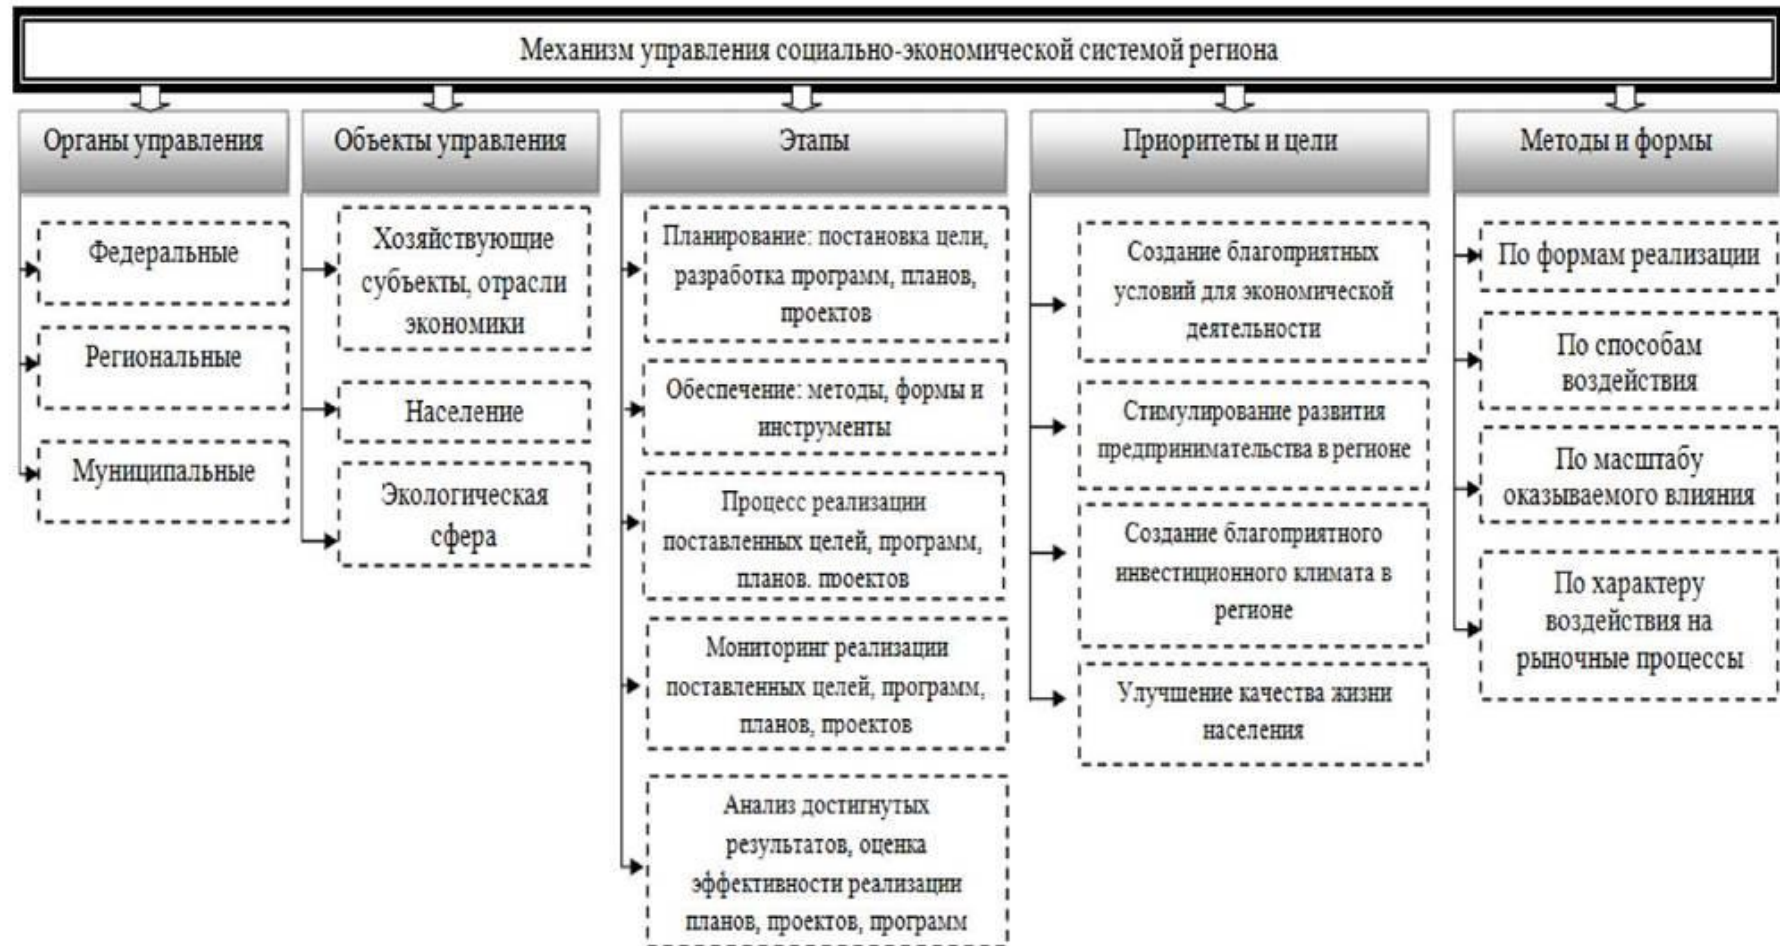 Механизм управления социально-экономической системой региона
Органы управления
Федеральные
Региональные
Муниципальные
Объекты управления
Хозяйствующие
субъекты, отрасли
экономики
Население
Экологическая
сфера
Этапы
Планирование: постановка цели,
разработка программ, планов,
проектов
Обеспечение: методы, формы и
инструменты
Процесс реализации
поставленных целей, программ,
планов, проектов
Мониторинг реализации
поставленных целей, программ,
планов, проектов
Анализ достигнутых
результатов, оценка
эффективности реализации
планов, проектов, программ
Приоритеты и цели
Создание благоприятных
условий для экономической
деятельности
Стимулирование развития
предпринимательства в регионе
Создание благоприятного
инвестиционного климата в
регионе
Улучшение качества жизни
населения
Методы и формы
По формам реализации
По способам
воздействия
По масштабу
оказываемого влияния
По характеру
воздействия на
рыночные процессы